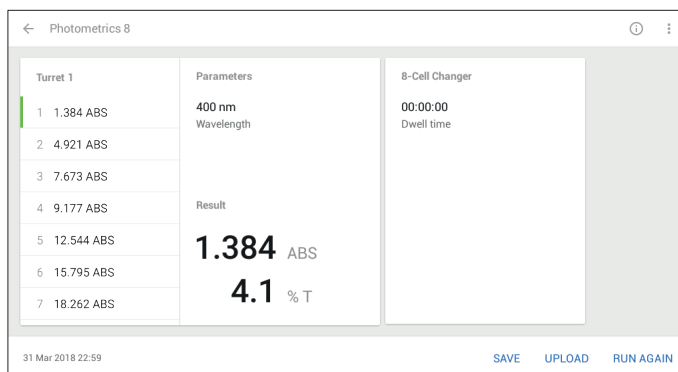 Photometrics 8
Turret 1
1 1.384 ABS
2 4.921 ABS
3 7.673 ABS
4 9.177 ABS
5 12.544 ABS
6 15.795 ABS
7 18.262 ABS
Parameters
400 nm
Wavelength
Result
1.384 ABS
4.1 % T
8-Cell Changer
00:00:00
Dwell time
31 Mar 2018 22:59
SAVE UPLOAD RUN AGAIN